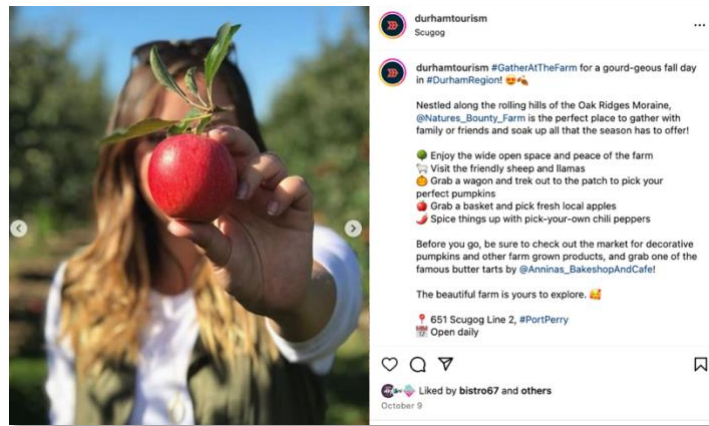 durhamtourism
Scugog
durhamtourism #GatherAtTheFarm for a gourd-geous fall day
in #DurhamRegion! 😍🍂
Nestled along the rolling hills of the Oak Ridges Moraine,
@Natures_Bounty_Farm is the perfect place to gather with
family or friends and soak up all that the season has to offer!
🌳 Enjoy the wide open space and peace of the farm
🐑 Visit the friendly sheep and llamas
🎃 Grab a wagon and trek out to the patch to pick your
perfect pumpkins
🍎 Grab a basket and pick fresh local apples
🌶️ Spice things up with pick-your-own chili peppers
Before you go, be sure to check out the market for decorative
pumpkins and other farm grown products, and grab one of the
famous butter tarts by @Anninas_BakeshopAndCafe!
The beautiful farm is yours to explore. 🥰
📍 651 Scugog Line 2, #PortPerry
📅 Open daily
Liked by bistro67 and others
October 9